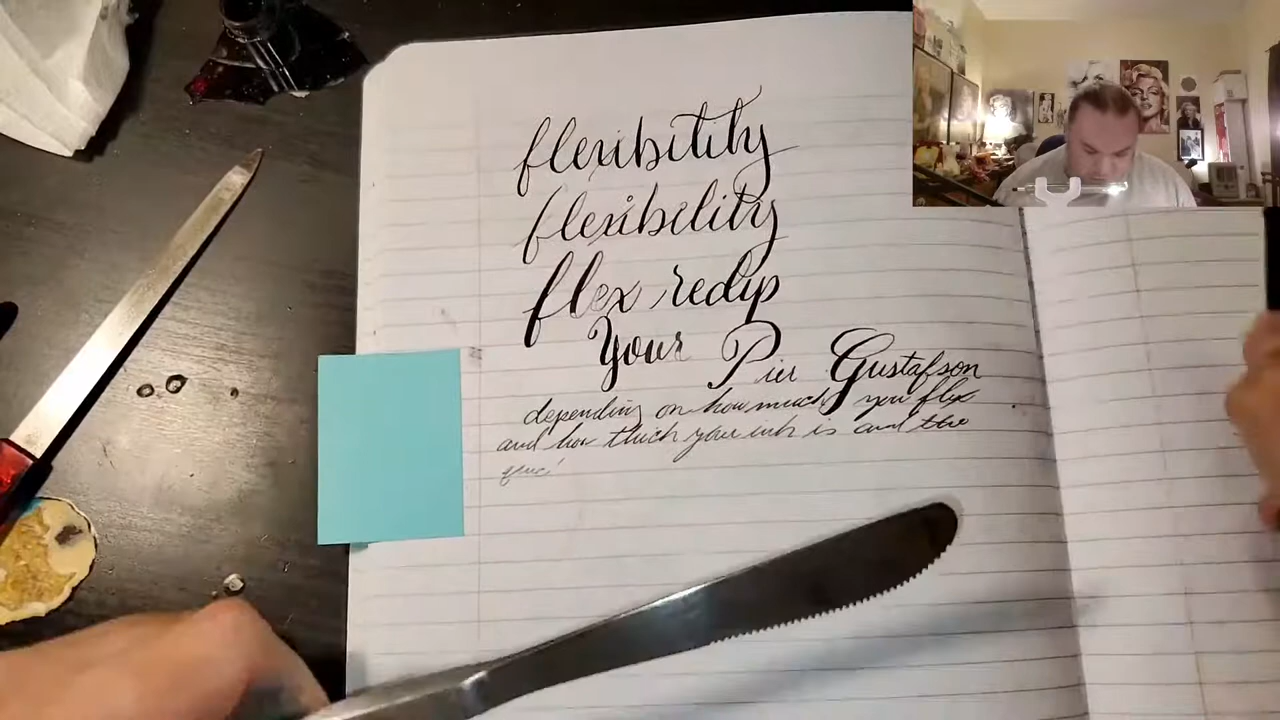 flexibility
flexibility
flex redip
Your Pier Gustafson
depending on how much you flex
and how thick your ink is and the